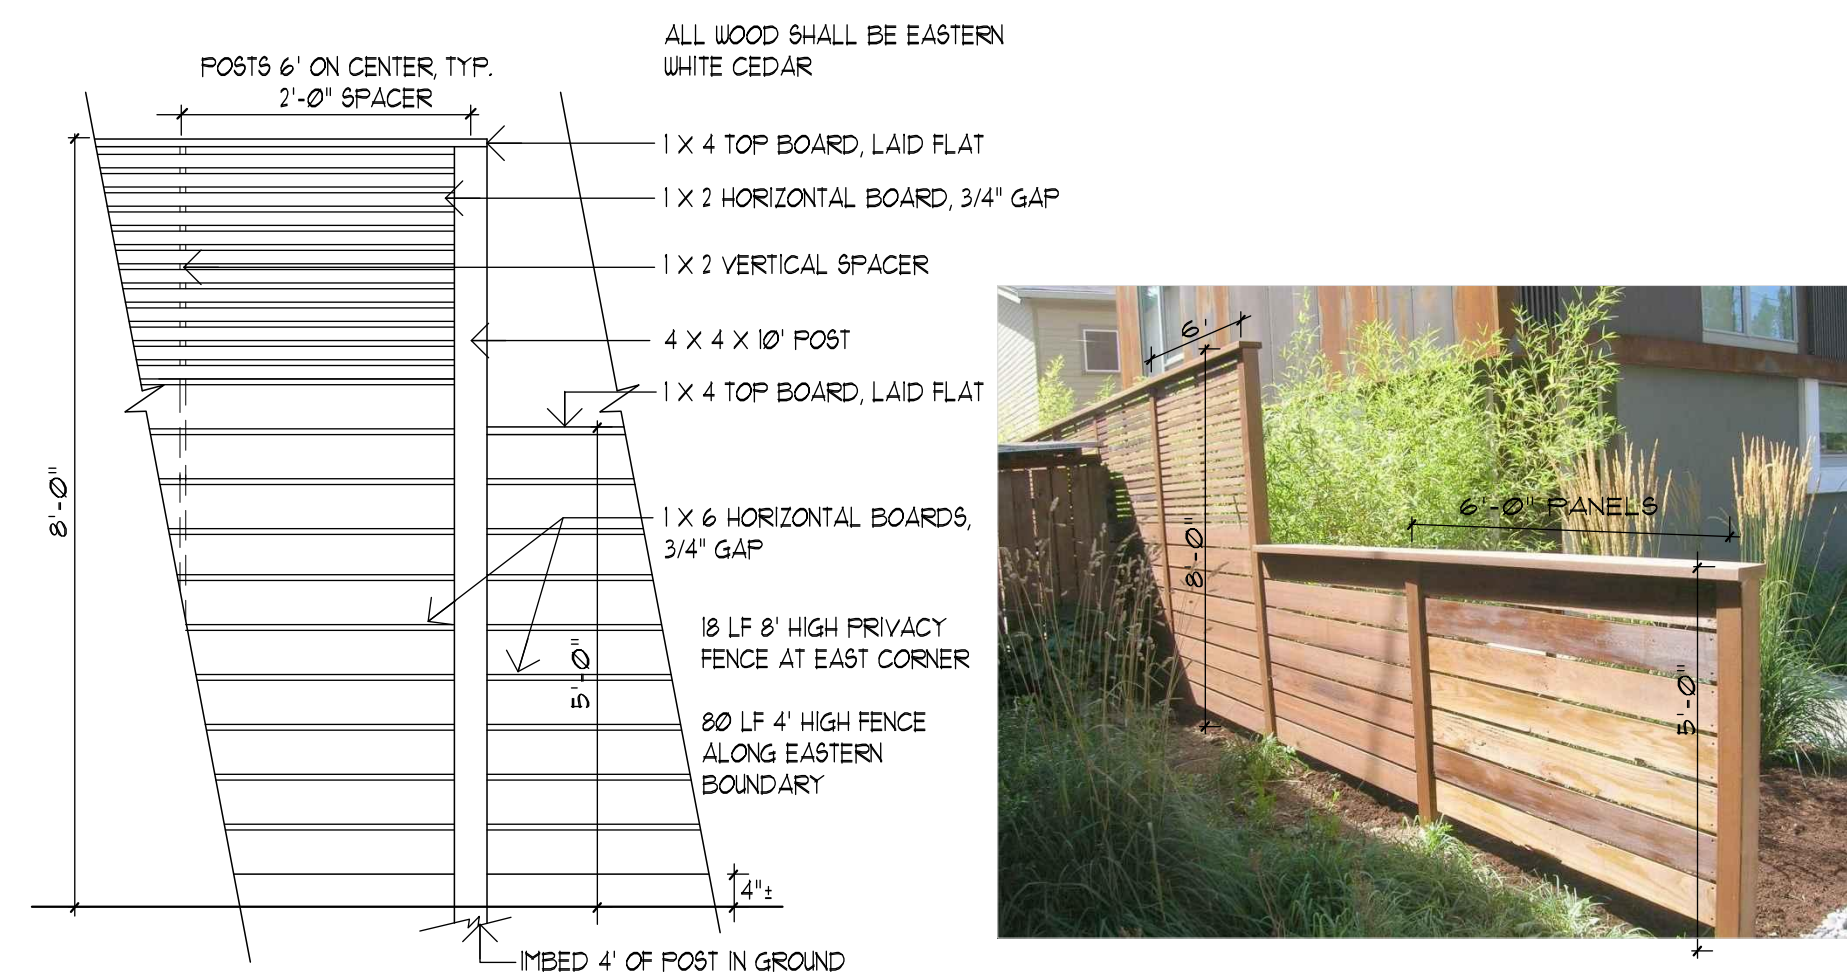 ALL WOOD SHALL BE EASTERN
WHITE CEDAR
POSTS 6' ON CENTER, TYP.
2'-0" SPACER
1 X 4 TOP BOARD, LAID FLAT
1 X 2 HORIZONTAL BOARD, 3/4" GAP
1 X 2 VERTICAL SPACER
4 X 4 X 10' POST
1 X 4 TOP BOARD, LAID FLAT
8'-0"
1 X 6 HORIZONTAL BOARDS,
3/4" GAP
5'-0"
18 LF 8' HIGH PRIVACY
FENCE AT EAST CORNER
80 LF 4' HIGH FENCE
ALONG EASTERN
BOUNDARY
4"±
IMBED 4' OF POST IN GROUND
6'
8'-0"
6'-0" PANELS
5'-0"